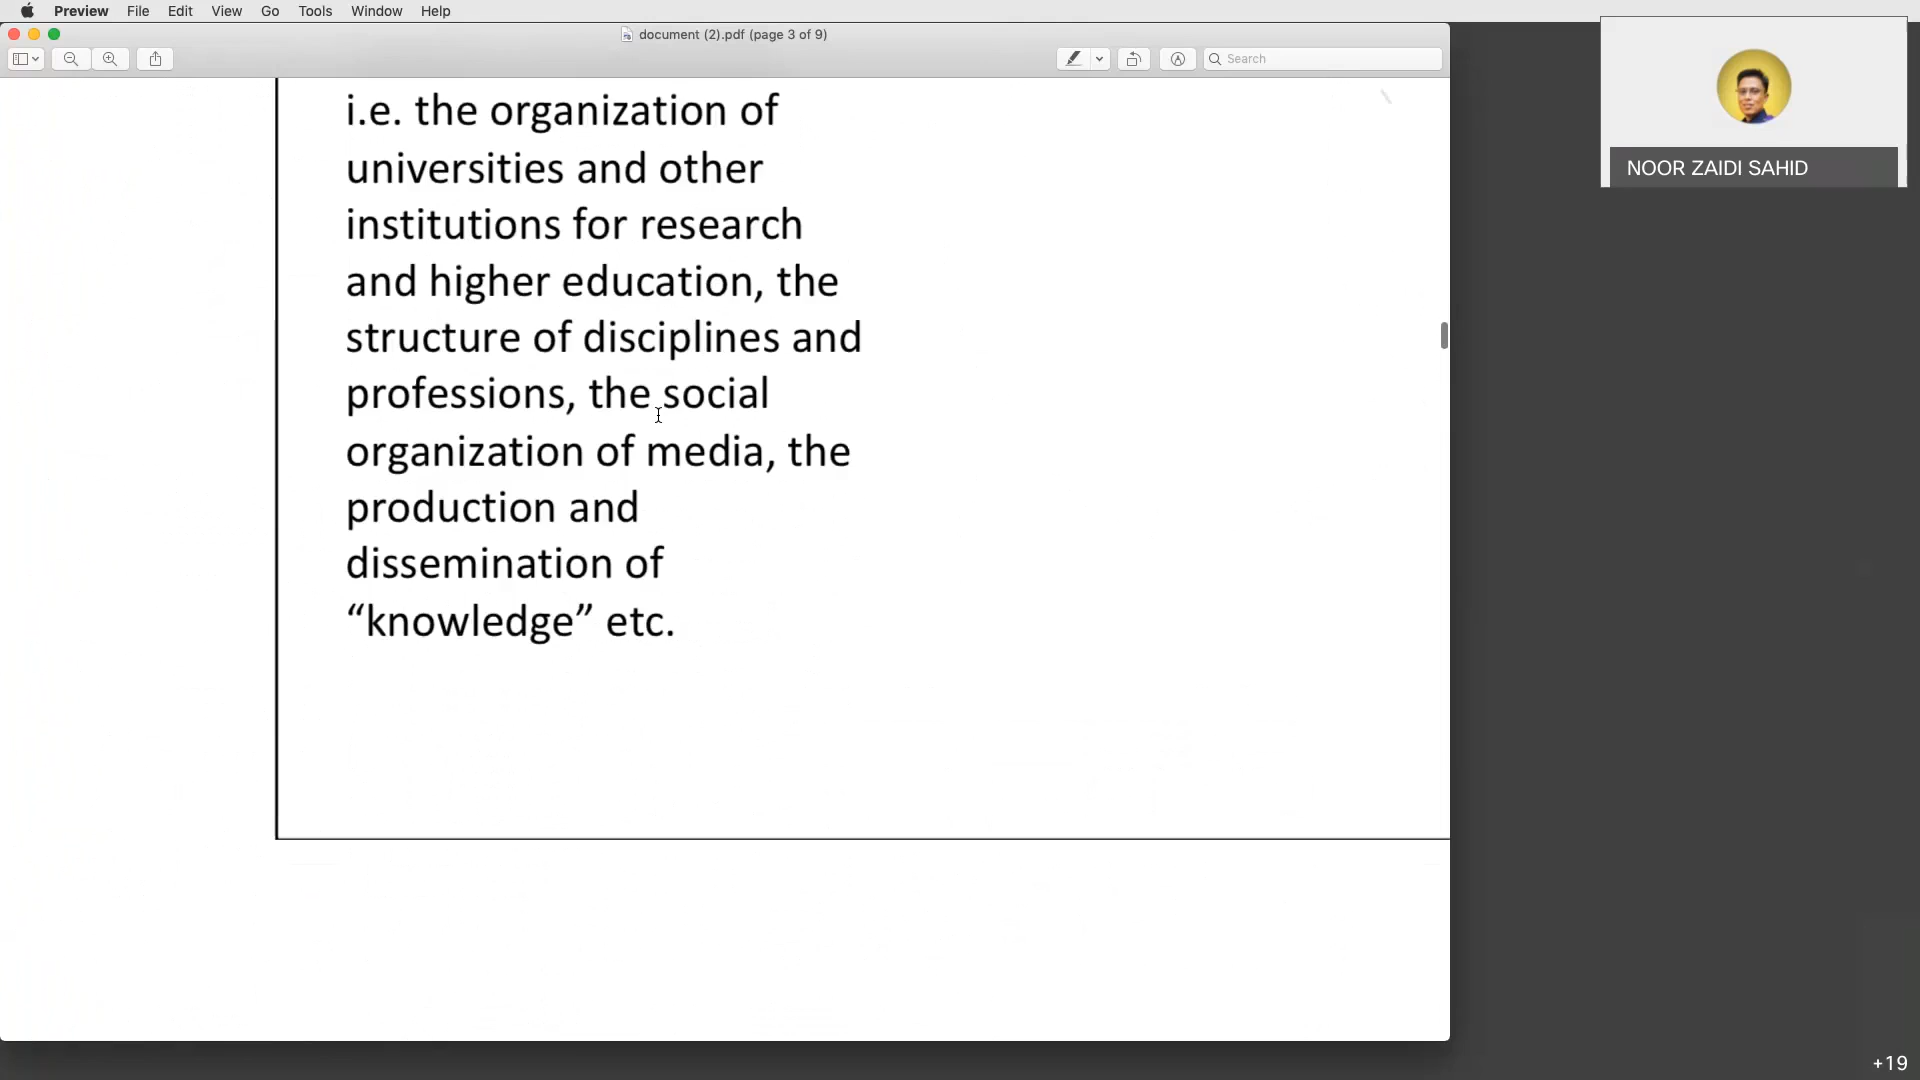 Preview File Edit View Go Tools Window Help
document (2).pdf (page 3 of 9)
Search
i.e. the organization of
universities and other
institutions for research
and higher education, the
structure of disciplines and
professions, the social
organization of media, the
production and
dissemination of
“knowledge” etc.
NOOR ZAIDI SAHID
+19